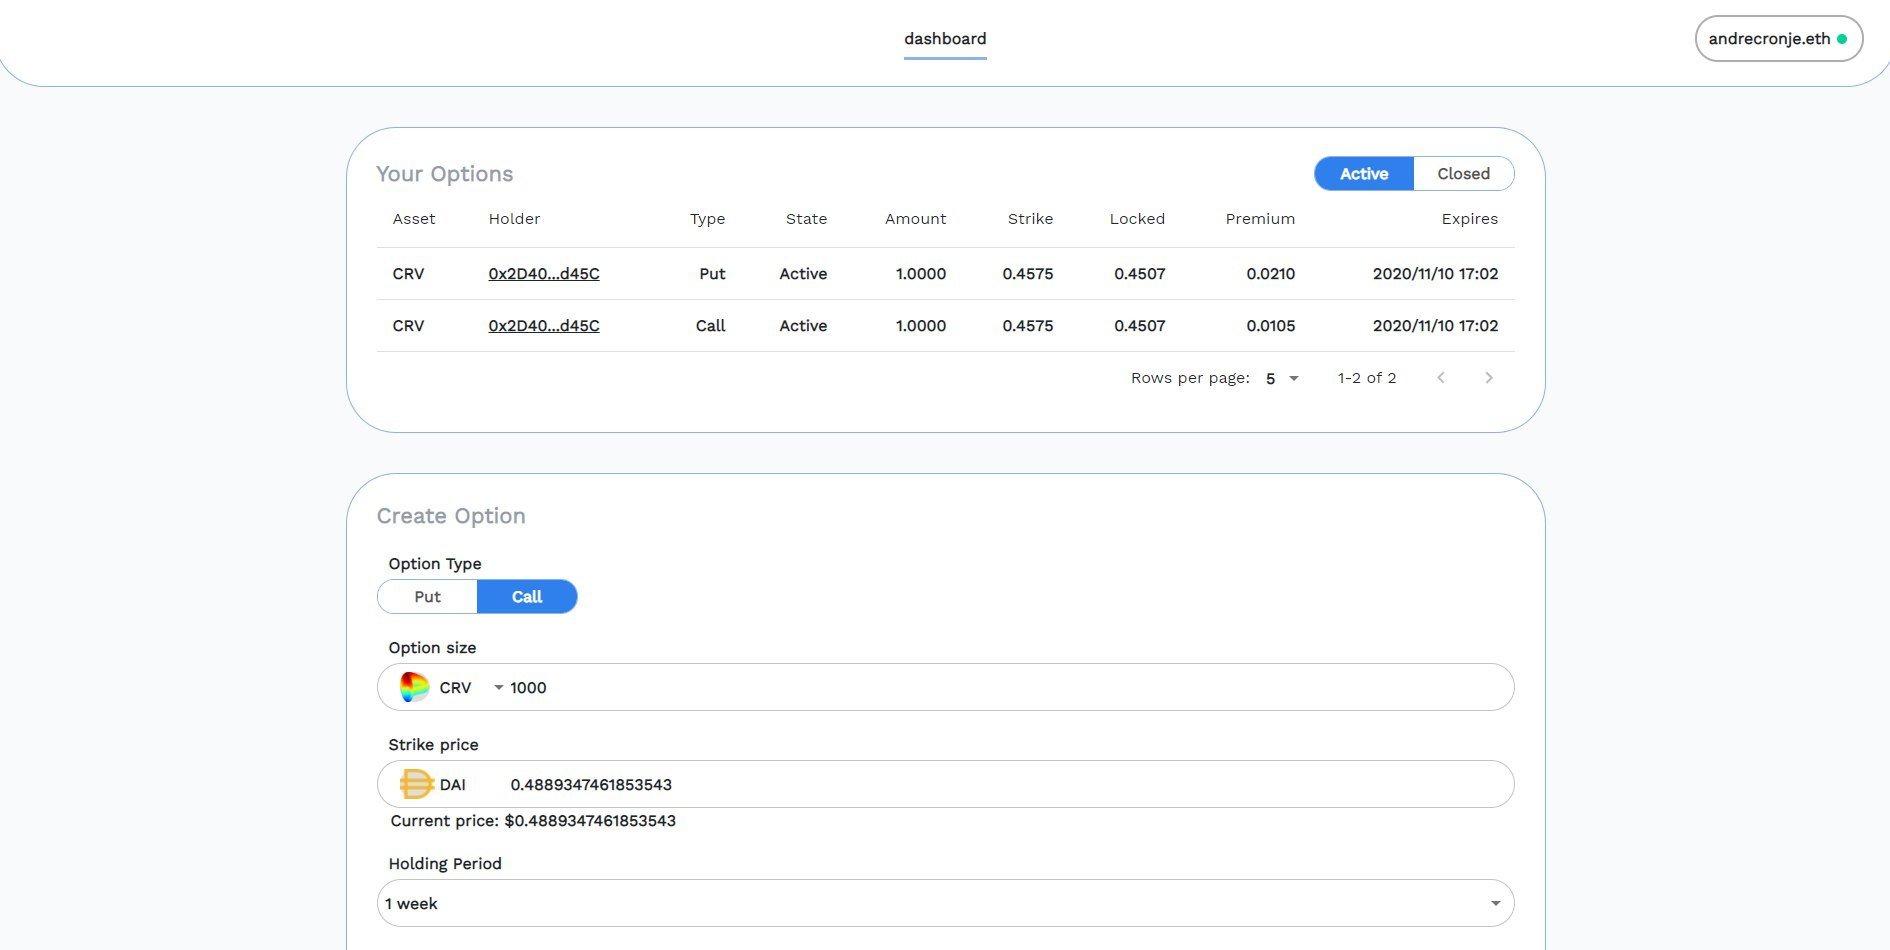 dashboard
andrecronje.eth
Your Options
Active Closed
Asset Holder Type State Amount Strike Locked Premium Expires
CRV 0x2D40...d45C Put Active 1.0000 0.4575 0.4507 0.0210 2020/11/10 17:02
CRV 0x2D40...d45C Call Active 1.0000 0.4575 0.4507 0.0105 2020/11/10 17:02
Rows per page: 5 1-2 of 2
Create Option
Option Type
Put Call
Option size
CRV 1000
Strike price
DAI 0.4889347461853543
Current price: $0.4889347461853543
Holding Period
1 week